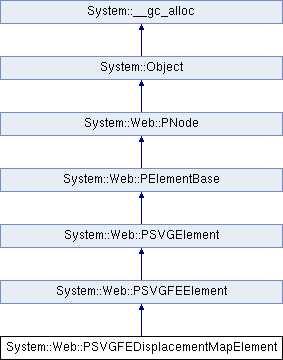 System::__gc_alloc
System::Object
System::Web::PNode
System::Web::PElementBase
System::Web::PSVGElement
System::Web::PSVGFEElement
System::Web::PSVGFEDisplacementMapElement